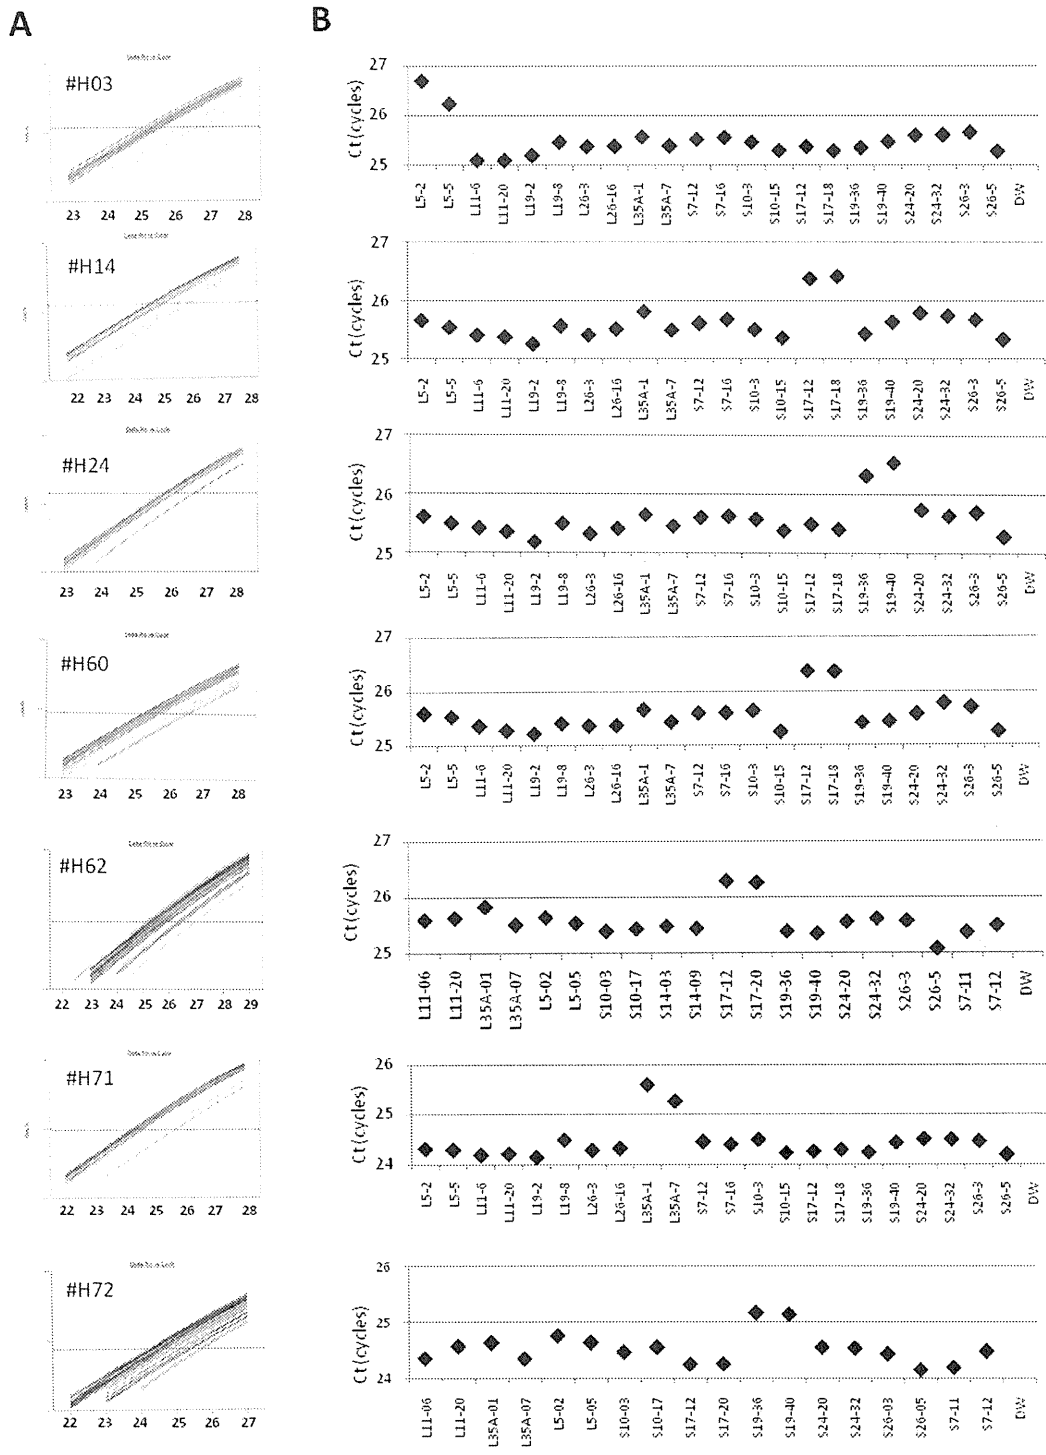 A
B
#H03
23 24 25 26 27 28
Ct(cycles)
27
26
25
L5-2 L5-5 L11-6 L11-20 L19-2 L19-8 L26-3 L26-16 L35A-1 L35A-7 S7-12 S7-16 S10-3 S10-15 S17-12 S17-18 S19-36 S19-40 S24-20 S24-32 S26-3 S26-5 DW
#H14
22 23 24 25 26 27 28
Ct(cycles)
27
26
25
L5-2 L5-5 L11-6 L11-20 L19-2 L19-8 L26-3 L26-16 L35A-1 L35A-7 S7-12 S7-16 S10-3 S10-15 S17-12 S17-18 S19-36 S19-40 S24-20 S24-32 S26-3 S26-5 DW
#H24
23 24 25 26 27 28
Ct(cycles)
27
26
25
L5-2 L5-5 L11-6 L11-20 L19-2 L19-8 L26-3 L26-16 L35A-1 L35A-7 S7-12 S7-16 S10-3 S10-15 S17-12 S17-18 S19-36 S19-40 S24-20 S24-32 S26-3 S26-5 DW
#H60
23 24 25 26 27 28
Ct(cycles)
27
26
25
L5-2 L5-5 L11-6 L11-20 L19-2 L19-8 L26-3 L26-16 L35A-1 L35A-7 S7-12 S7-16 S10-3 S10-15 S17-12 S17-18 S19-36 S19-40 S24-20 S24-32 S26-3 S26-5 DW
#H62
22 23 24 25 26 27 28 29
Ct(cycles)
27
26
25
L11-06 L11-20 L35A-01 L35A-07 L5-02 L5-05 S10-03 S10-17 S14-03 S14-09 S17-12 S17-20 S19-36 S19-40 S24-20 S24-32 S26-3 S26-5 S7-11 S7-12 DW
#H71
22 23 24 25 26 27 28
Ct(cycles)
26
25
24
L5-2 L5-5 L11-6 L11-20 L19-2 L19-8 L26-3 L26-16 L35A-1 L35A-7 S7-12 S7-16 S10-3 S10-15 S17-12 S17-18 S19-36 S19-40 S24-20 S24-32 S26-3 S26-5 DW
#H72
22 23 24 25 26 27
Ct(cycles)
26
25
24
L11-06 L11-20 L35A-01 L35A-07 L5-02 L5-05 S10-03 S10-17 S17-12 S17-20 S19-36 S19-40 S24-20 S24-32 S26-03 S26-05 S7-11 S7-12 DW